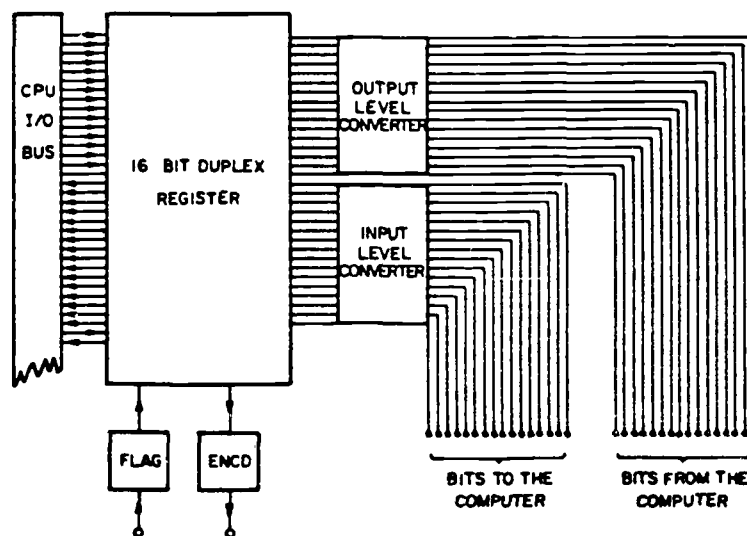 CPU
I/O
BUS
16 BIT DUPLEX
REGISTER
OUTPUT
LEVEL
CONVERTER
INPUT
LEVEL
CONVERTER
FLAG
ENCD
BITS TO THE
COMPUTER
BITS FROM THE
COMPUTER